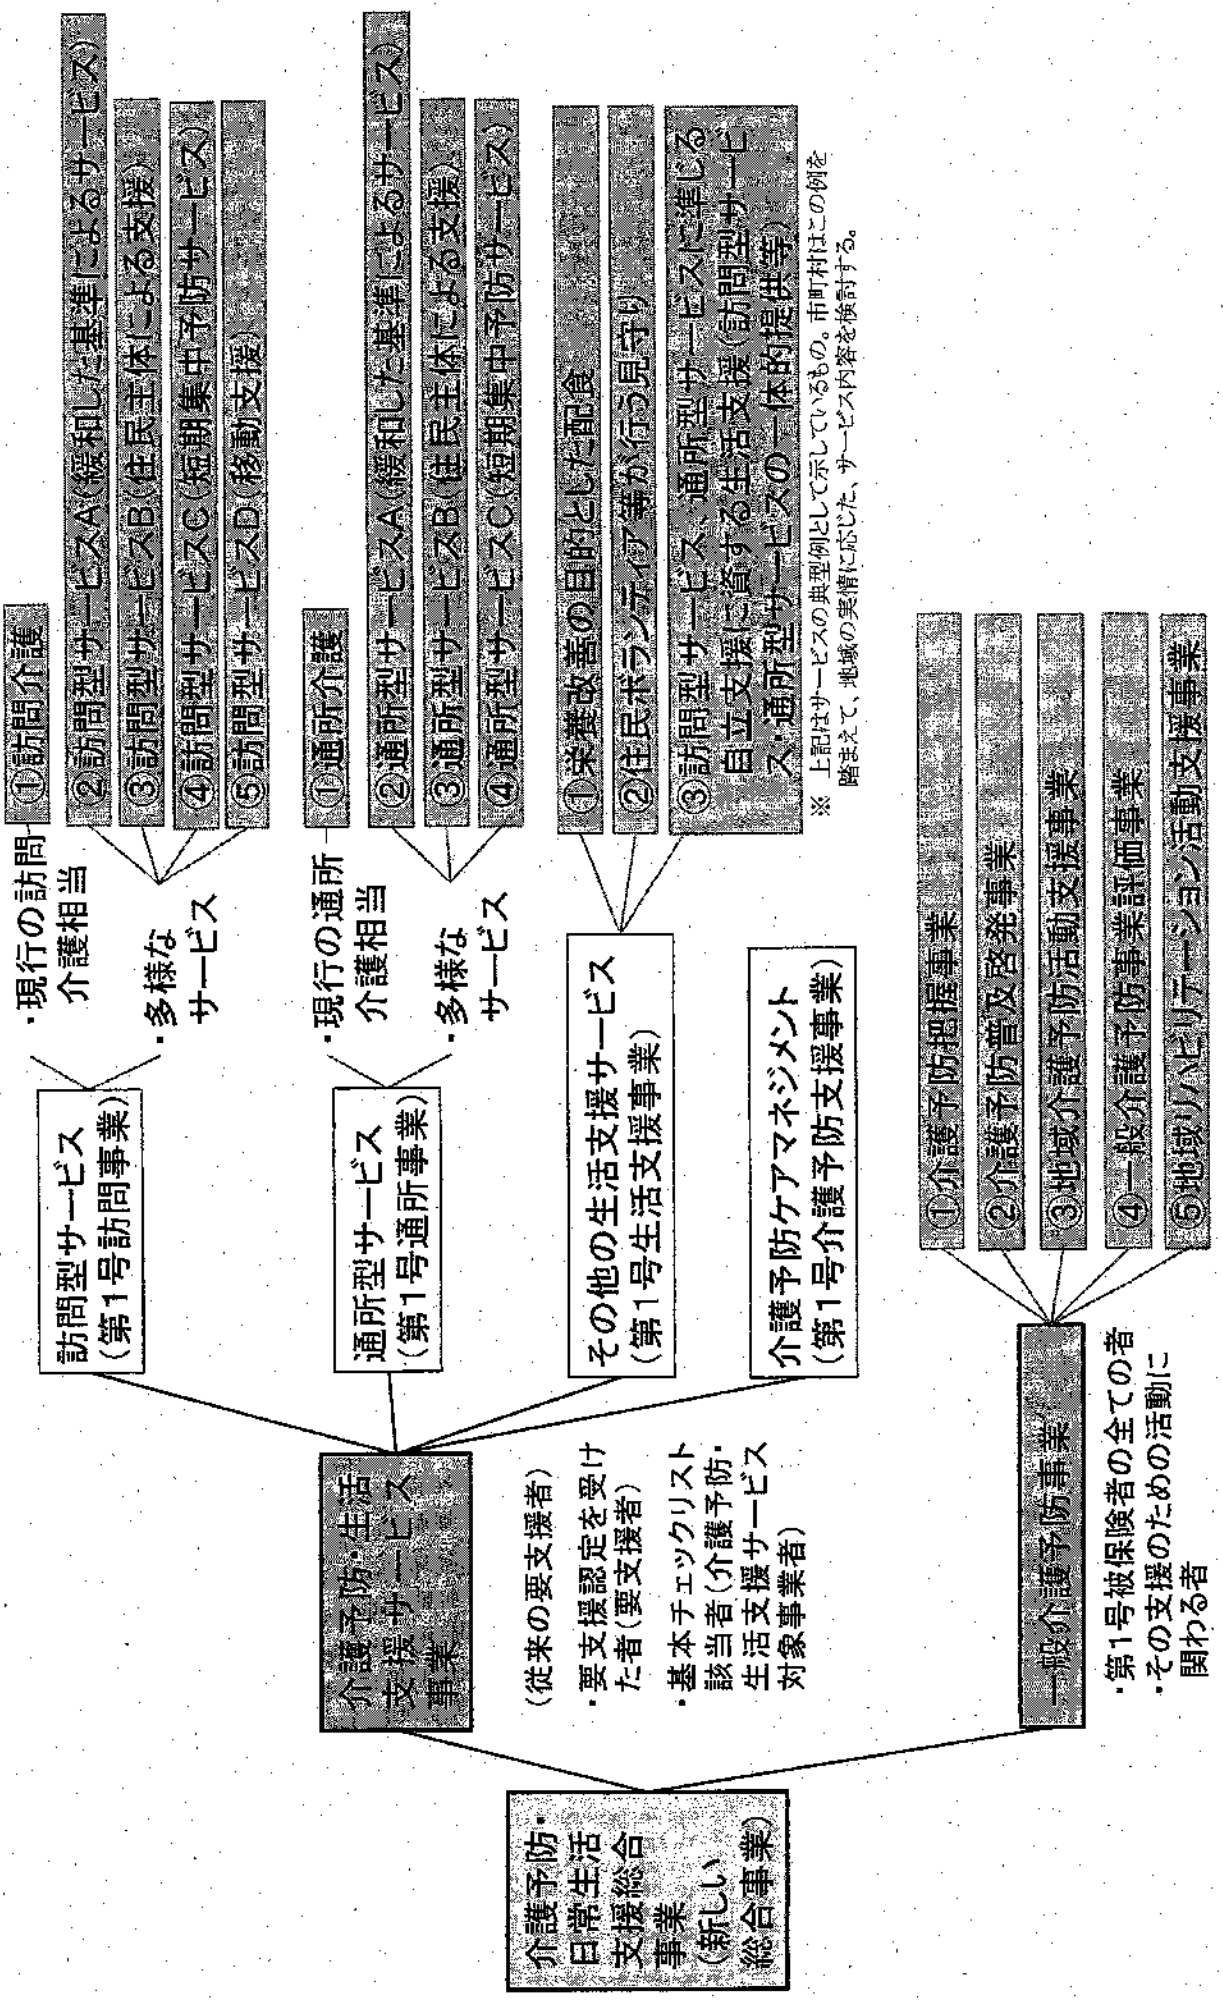 介護予防・
日常生活
支援総合
事業
(新しい
総合事業)
介護予防・生活
支援サービス
事業
(従来の要支援者)
・要支援認定を受け
た者(要支援者)
・基本チェックリスト
該当者(介護予防・
生活支援サービス
対象事業者)
訪問型サービス
(第1号訪問事業)
・現行の訪問
介護相当
①訪問介護
・多様な
サービス
②訪問型サービスA(緩和した基準によるサービス)
③訪問型サービスB(住民主体による支援)
④訪問型サービスC(短期集中予防サービス)
⑤訪問型サービスD(移動支援)
通所型サービス
(第1号通所事業)
・現行の通所
介護相当
①通所介護
・多様な
サービス
②通所型サービスA(緩和した基準によるサービス)
③通所型サービスB(住民主体による支援)
④通所型サービスC(短期集中予防サービス)
その他の生活支援サービス
(第1号生活支援事業)
①栄養改善の目的とした配食
②住民ボランティア等が行う見守り
③訪問型サービス、通所型サービスに準じる
自立支援に資する生活支援(訪問型サービ
ス・通所型サービスの一体的提供等)
※ 上記はサービスの典型例として示しているもの。市町村はこの例を
踏まえて、地域の実情に応じた、サービス内容を検討する。
介護予防ケアマネジメント
(第1号介護予防支援事業)
一般介護予防事業
・第1号被保険者の全ての者
・その支援のための活動に
関わる者
①介護予防把握事業
②介護予防普及啓発事業
③地域介護予防活動支援事業
④一般介護予防事業評価事業
⑤地域リハビリテーション活動支援事業